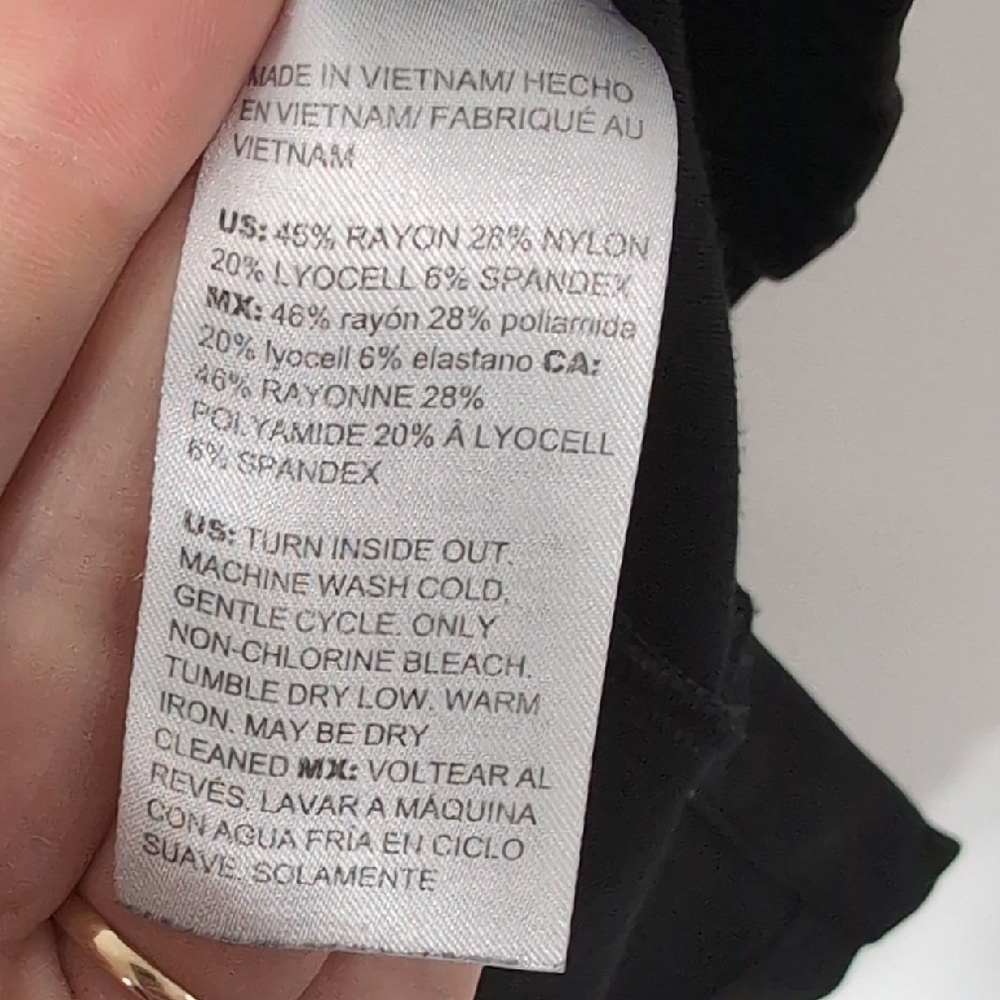 MADE IN VIETNAM/ HECHO
EN VIETNAM/ FABRIQUÉ AU
VIETNAM
US: 46% RAYON 28% NYLON
20% LYOCELL 6% SPANDEX
MX: 46% rayón 28% poliamida
20% lyocell 6% elastano CA:
46% RAYONNE 28%
POLYAMIDE 20% Â LYOCELL
6% SPANDEX
US: TURN INSIDE OUT.
MACHINE WASH COLD,
GENTLE CYCLE. ONLY
NON-CHLORINE BLEACH.
TUMBLE DRY LOW. WARM
IRON. MAY BE DRY
CLEANED MX: VOLTEAR AL
REVÉS. LAVAR A MÁQUINA
CON AGUA FRÍA EN CICLO
SUAVE. SOLAMENTE